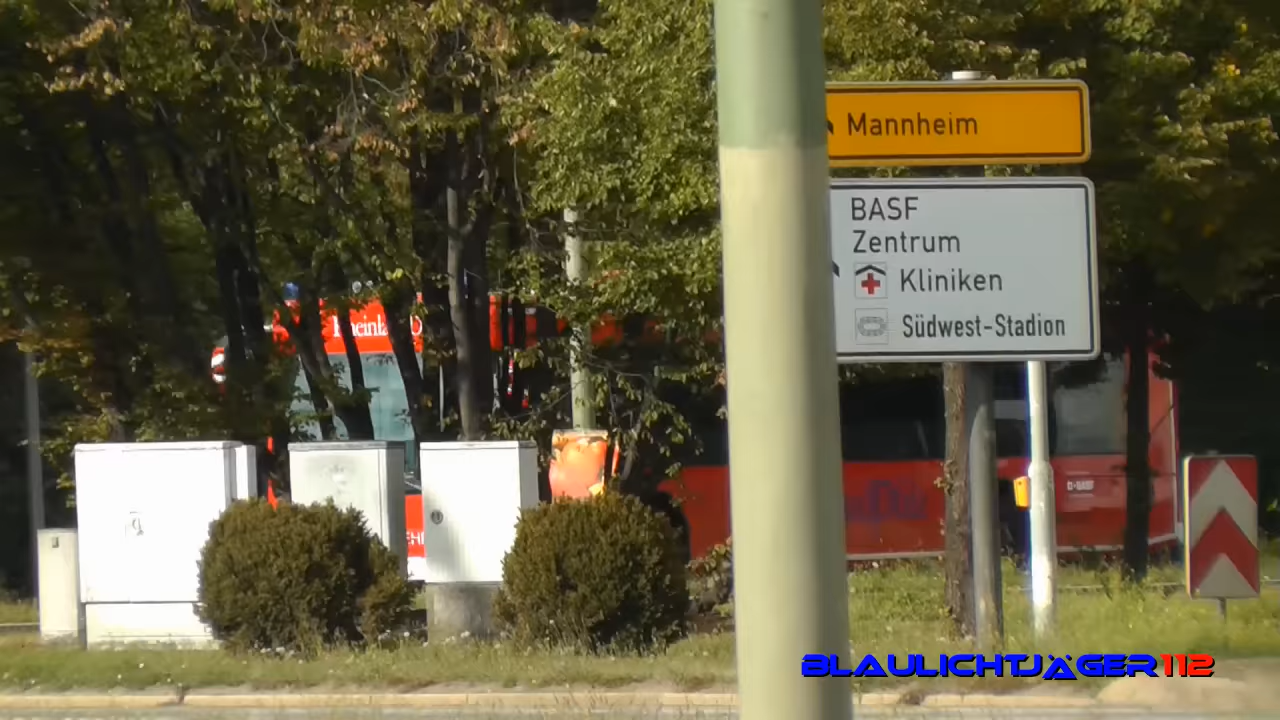 Mannheim
BASF
Zentrum
Kliniken
Südwest-Stadion
BLAULICHTJÄGER112